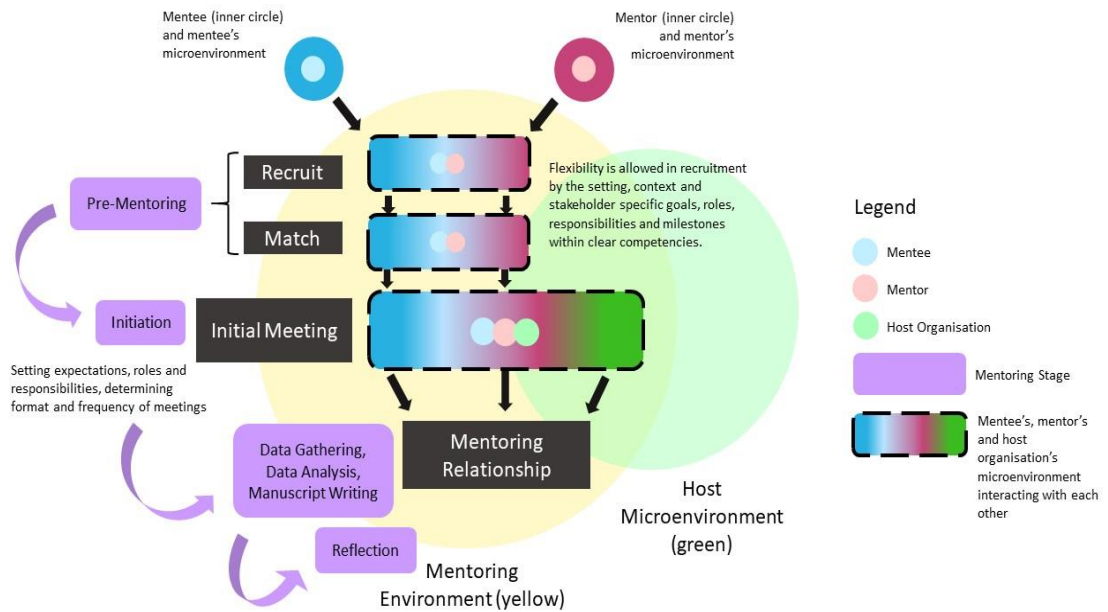 Mentee (inner circle)
and mentee's
microenvironment
Mentor (inner circle)
and mentor's
microenvironment
Recruit
Pre-Mentoring
Match
Flexibility is allowed in recruitment
by the setting, context and
stakeholder specific goals, roles,
responsibilities and milestones
within clear competencies.
Initiation
Initial Meeting
Setting expectations, roles and
responsibilities, determining
format and frequency of meetings
Data Gathering,
Data Analysis,
Manuscript Writing
Mentoring
Relationship
Reflection
Host
Microenvironment
(green)
Mentoring
Environment (yellow)
Legend
Mentee
Mentor
Host Organisation
Mentoring Stage
Mentee's, mentor's
and host
organisation's
microenvironment
interacting with each
other